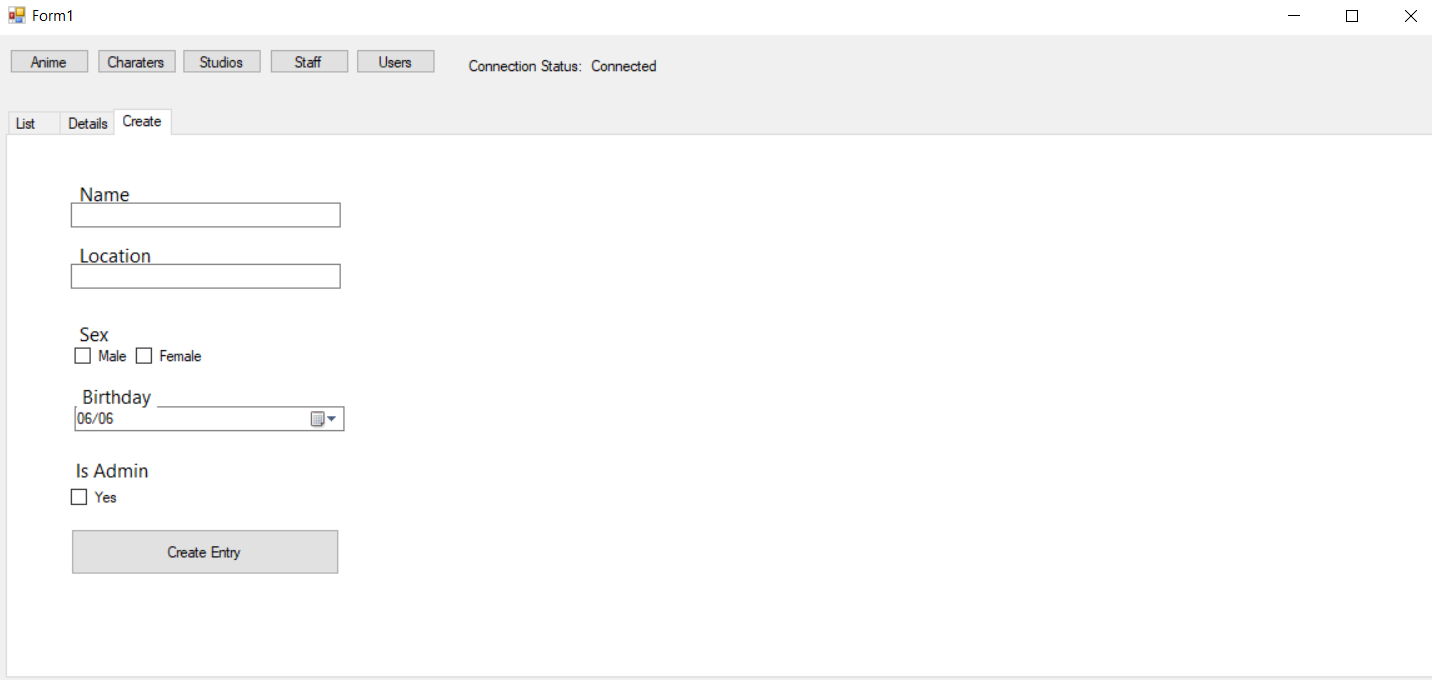 Form1
Anime Charaters Studios Staff Users Connection Status: Connected
List Details Create
Name
Location
Sex
Male Female
Birthday
06/06
Is Admin
Yes
Create Entry